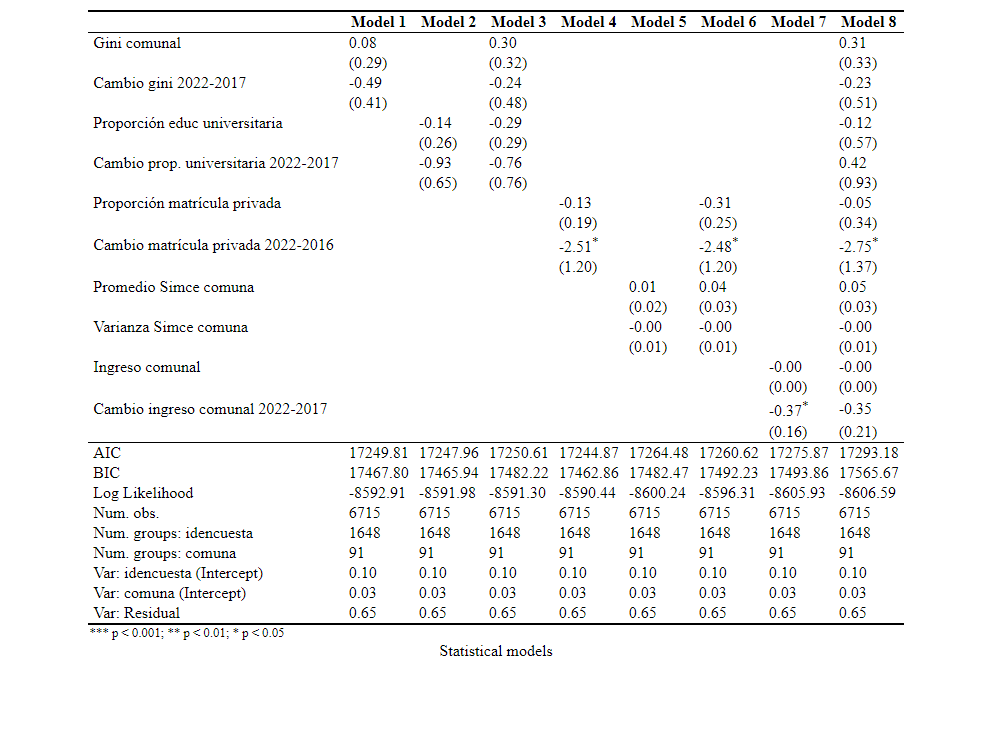 Model 1 Model 2 Model 3 Model 4 Model 5 Model 6 Model 7 Model 8
Gini comunal 0.08 0.30 0.31
(0.29) (0.32) (0.33)
Cambio gini 2022-2017 -0.49 -0.24 -0.23
(0.41) (0.48) (0.51)
Proporción educ universitaria -0.14 -0.29 -0.12
(0.26) (0.29) (0.57)
Cambio prop. universitaria 2022-2017 -0.93 -0.76 0.42
(0.65) (0.76) (0.93)
Proporción matrícula privada -0.13 -0.31 -0.05
(0.19) (0.25) (0.34)
Cambio matrícula privada 2022-2016 -2.51* -2.48* -2.75*
(1.20) (1.20) (1.37)
Promedio Simce comuna 0.01 0.04 0.05
(0.02) (0.03) (0.03)
Varianza Simce comuna -0.00 -0.00 -0.00
(0.01) (0.01) (0.01)
Ingreso comunal -0.00 -0.00
(0.00) (0.00)
Cambio ingreso comunal 2022-2017 -0.37* -0.35
(0.16) (0.21)
AIC 17249.81 17247.96 17250.61 17244.87 17264.48 17260.62 17275.87 17293.18
BIC 17467.80 17465.94 17482.22 17462.86 17482.47 17492.23 17493.86 17565.67
Log Likelihood -8592.91 -8591.98 -8591.30 -8590.44 -8600.24 -8596.31 -8605.93 -8606.59
Num. obs. 6715 6715 6715 6715 6715 6715 6715 6715
Num. groups: idencuesta 1648 1648 1648 1648 1648 1648 1648 1648
Num. groups: comuna 91 91 91 91 91 91 91 91
Var: idencuesta (Intercept) 0.10 0.10 0.10 0.10 0.10 0.10 0.10 0.10
Var: comuna (Intercept) 0.03 0.03 0.03 0.03 0.03 0.03 0.03 0.03
Var: Residual 0.65 0.65 0.65 0.65 0.65 0.65 0.65 0.65
*** p < 0.001; ** p < 0.01; * p < 0.05
Statistical models